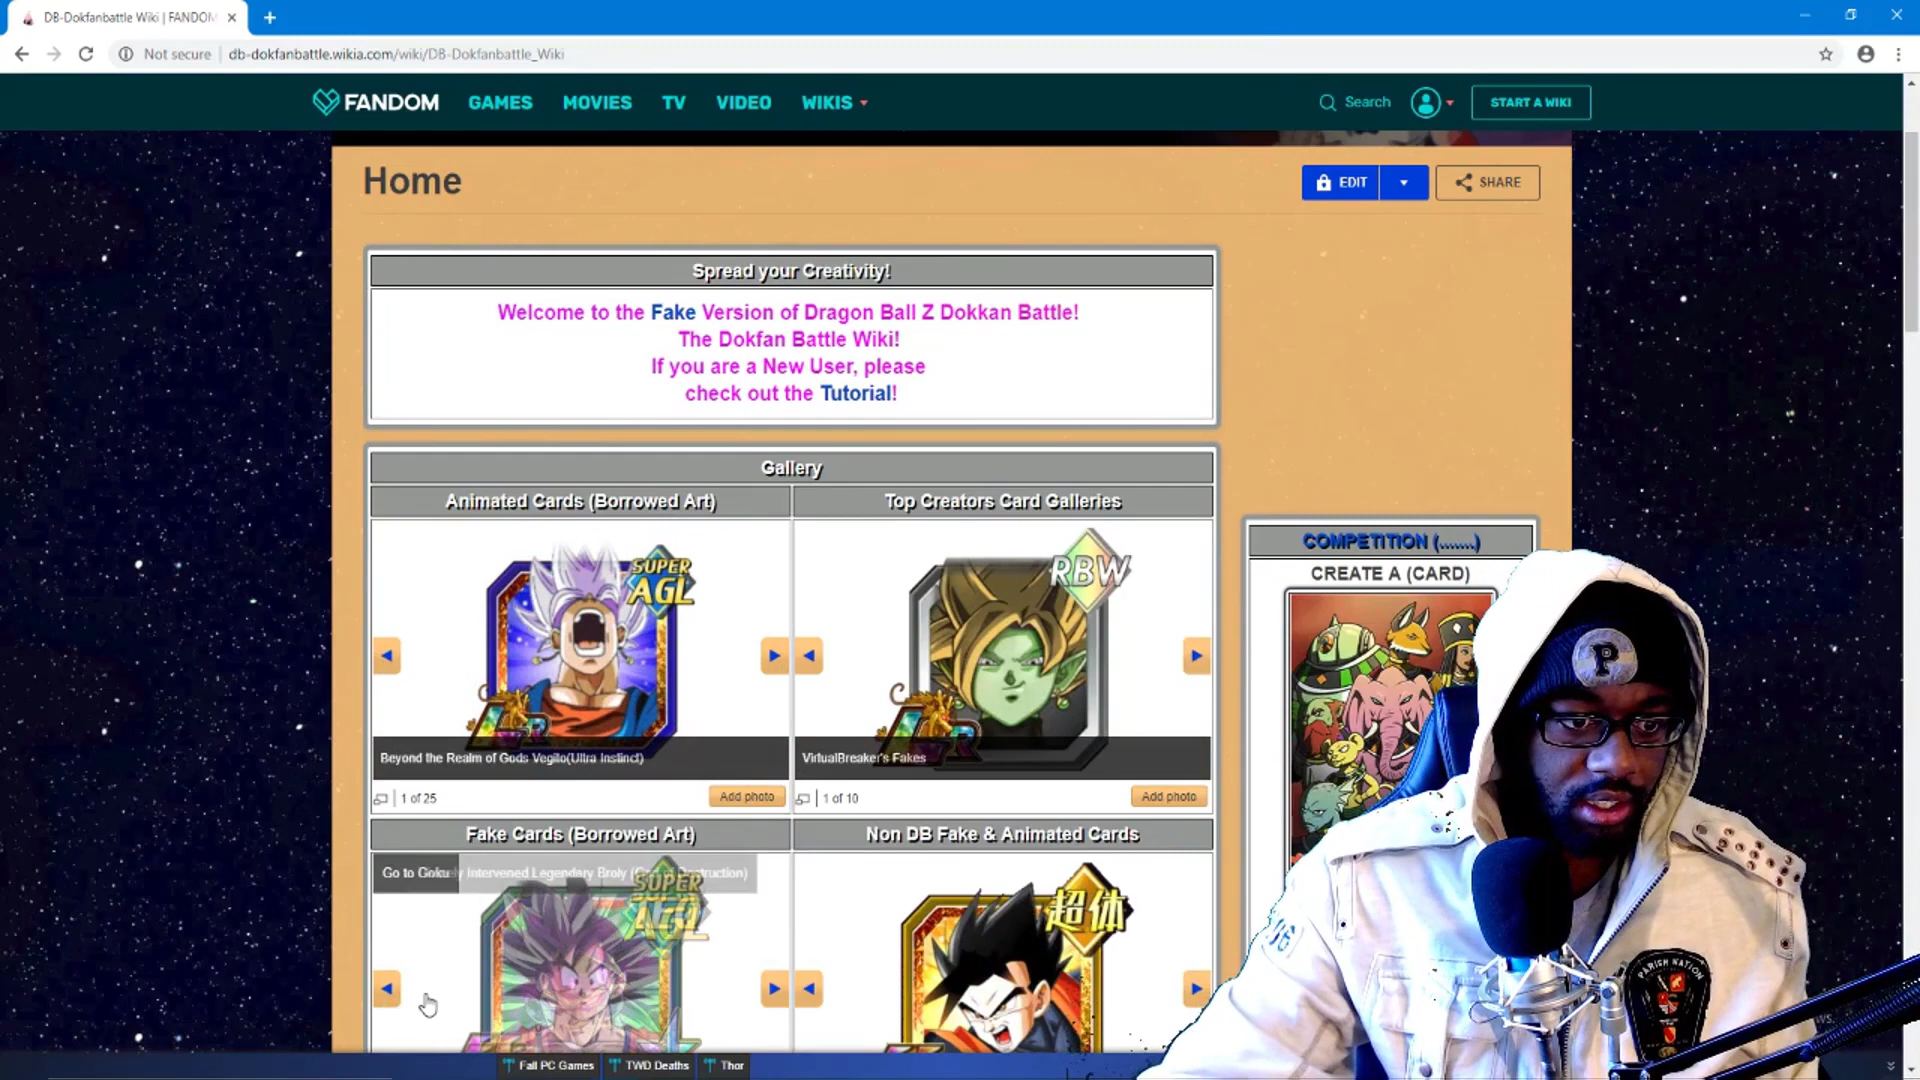 DB-Dokfanbattle Wiki | FANDOM
Not secure | db-dokfanbattle.wikia.com/wiki/DB-Dokfanbattle_Wiki
FANDOM GAMES MOVIES TV VIDEO WIKIS Search START A WIKI
Home EDIT SHARE
Spread your Creativity!
Welcome to the Fake Version of Dragon Ball Z Dokkan Battle!
The Dokfan Battle Wiki!
If you are a New User, please
check out the Tutorial!
Gallery
Animated Cards (Borrowed Art) Top Creators Card Galleries
SUPER AGL
RBW
Beyond the Realm of Gods Vegito(Ultra Instinct) VirtualBreaker's Fakes
1 of 25 Add photo 1 of 10 Add photo
COMPETITION (.......)
CREATE A (CARD)
Fake Cards (Borrowed Art) Non DB Fake & Animated Cards
Go to Goku Intervened Legendary Broly
SUPER AGL
超体
P
PARISH NATION
Fall PC Games TWD Deaths Thor